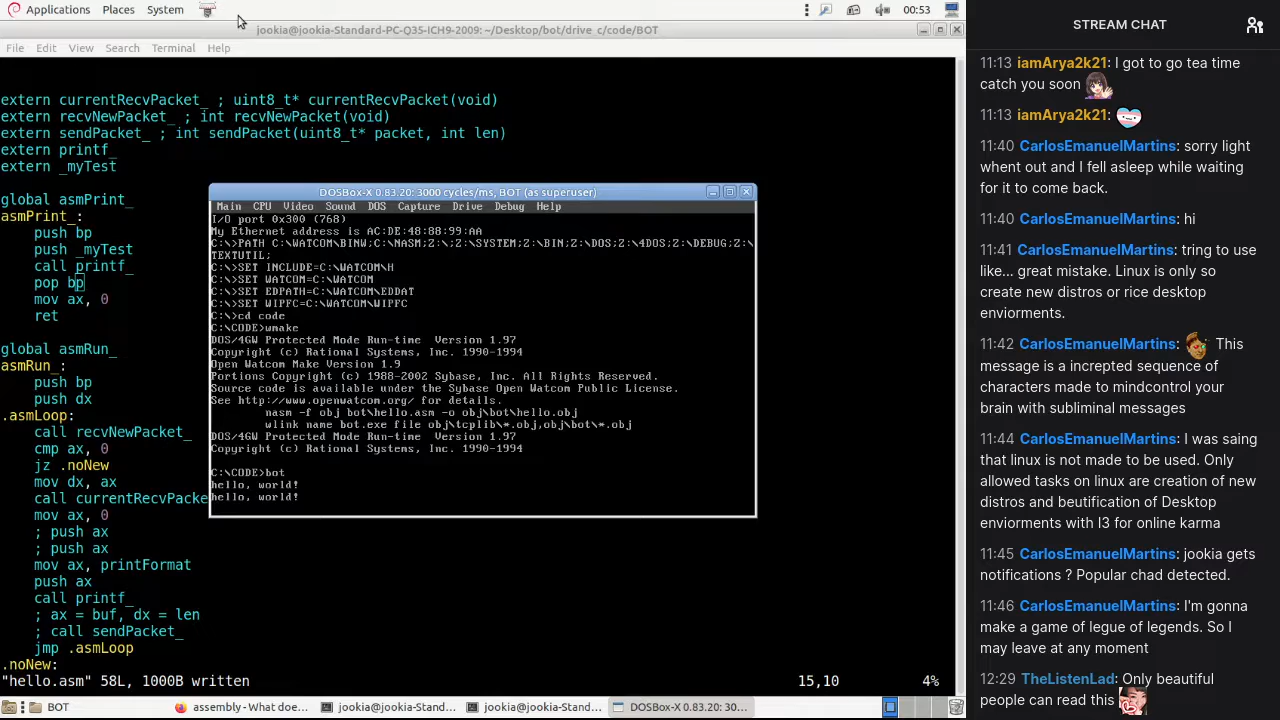 Applications Places System 00:53
jookia@jookia-Standard-PC-Q35-ICH9-2009: ~/Desktop/bot/drive_c/code/BOT
File Edit View Search Terminal Help
extern currentRecvPacket_ ; uint8_t* currentRecvPacket(void)
extern recvNewPacket_ ; int recvNewPacket(void)
extern sendPacket_ ; int sendPacket(uint8_t* packet, int len)
extern printf_
extern _myTest
global asmPrint_
asmPrint_:
push bp
push _myTest
call printf_
pop bp
mov ax, 0
ret
global asmRun_
asmRun_:
push bp
push dx
.asmLoop:
call recvNewPacket_
cmp ax, 0
jz .noNew
mov dx, ax
call currentRecvPacke
mov ax, 0
; push ax
; push ax
mov ax, printFormat
push ax
call printf_
; ax = buf, dx = len
; call sendPacket_
jmp .asmLoop
.noNew:
"hello.asm" 58L, 1000B written 15,10 4%
DOSBox-X 0.83.20: 3000 cycles/ms, BOT (as superuser)
Main CPU Video Sound DOS Capture Drive Debug Help
I/O port 0x300 (768)
My Ethernet address is AC:DE:48:88:99:AA
C:\>PATH C:\WATCOM\BINW;C:\NASM;Z:\;Z:\SYSTEM;Z:\BIN;Z:\DOS;Z:\4DOS;Z:\DEBUG;Z:\
TEXTUTIL;
C:\>SET INCLUDE=C:\WATCOM\H
C:\>SET WATCOM=C:\WATCOM
C:\>SET EDPATH=C:\WATCOM\EDDAT
C:\>SET WIPFC=C:\WATCOM\WIPFC
C:\>cd code
C:\CODE>wmake
DOS/4GW Protected Mode Run-time Version 1.97
Copyright (c) Rational Systems, Inc. 1990-1994
Open Watcom Make Version 1.9
Portions Copyright (c) 1988-2002 Sybase, Inc. All Rights Reserved.
Source code is available under the Sybase Open Watcom Public License.
See http://www.openwatcom.org/ for details.
nasm -f obj bot\hello.asm -o obj\bot\hello.obj
wlink name bot.exe file obj\tcplib\*.obj,obj\bot\*.obj
DOS/4GW Protected Mode Run-time Version 1.97
Copyright (c) Rational Systems, Inc. 1990-1994
C:\CODE>bot
hello, world!
hello, world!
BOT assembly - What doe... jookia@jookia-Stand... jookia@jookia-Stand... DOSBox-X 0.83.20: 30...
STREAM CHAT
11:13 iamArya2k21: I got to go tea time
catch you soon
11:13 iamArya2k21:
11:40 CarlosEmanuelMartins: sorry light
whent out and I fell asleep while waiting
for it to come back.
11:40 CarlosEmanuelMartins: hi
11:41 CarlosEmanuelMartins: tring to use
like... great mistake. Linux is only so
create new distros or rice desktop
enviorments.
11:42 CarlosEmanuelMartins: This
message is a increpted sequence of
characters made to mindcontrol your
brain with subliminal messages
11:44 CarlosEmanuelMartins: I was saing
that linux is not made to be used. Only
allowed tasks on linux are creation of new
distros and beutification of Desktop
enviorments with I3 for online karma
11:45 CarlosEmanuelMartins: jookia gets
notifications ? Popular chad detected.
11:46 CarlosEmanuelMartins: I'm gonna
make a game of legue of legends. So I
may leave at any moment
12:29 TheListenLad: Only beautiful
people can read this